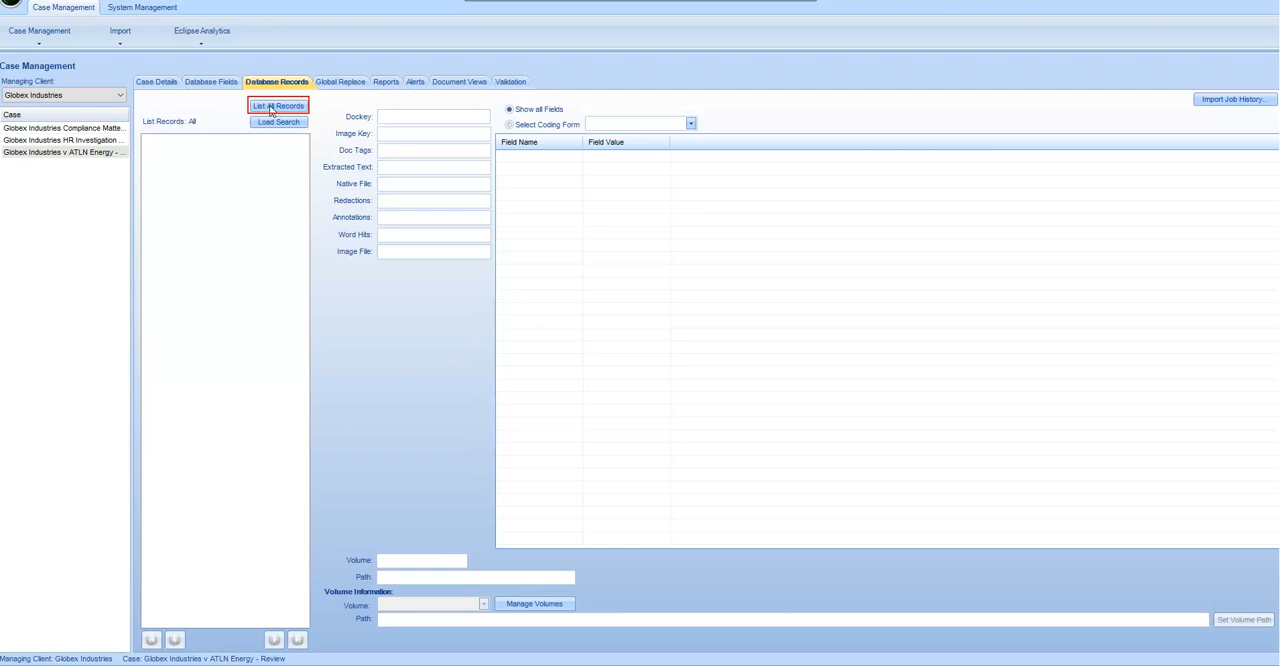 Case Management System Management
Case Management Import Eclipse Analytics
Case Management
Managing Client:
Globex Industries
Case
Globex Industries Compliance Matte...
Globex Industries HR Investigation ...
Globex Industries v ATLN Energy - ...
Case Details Database Fields Database Records Global Replace Reports Alerts Document Views Validation
List All Records
List Records: All
Load Search
Dockey:
Image Key:
Doc Tags:
Extracted Text:
Native File:
Redactions:
Annotations:
Word Hits:
Image File:
Show all Fields
Select Coding Form
Import Job History...
Field Name Field Value
Volume:
Path:
Volume Information:
Volume: Manage Volumes
Path: Set Volume Path
Managing Client: Globex Industries Case: Globex Industries v ATLN Energy - Review